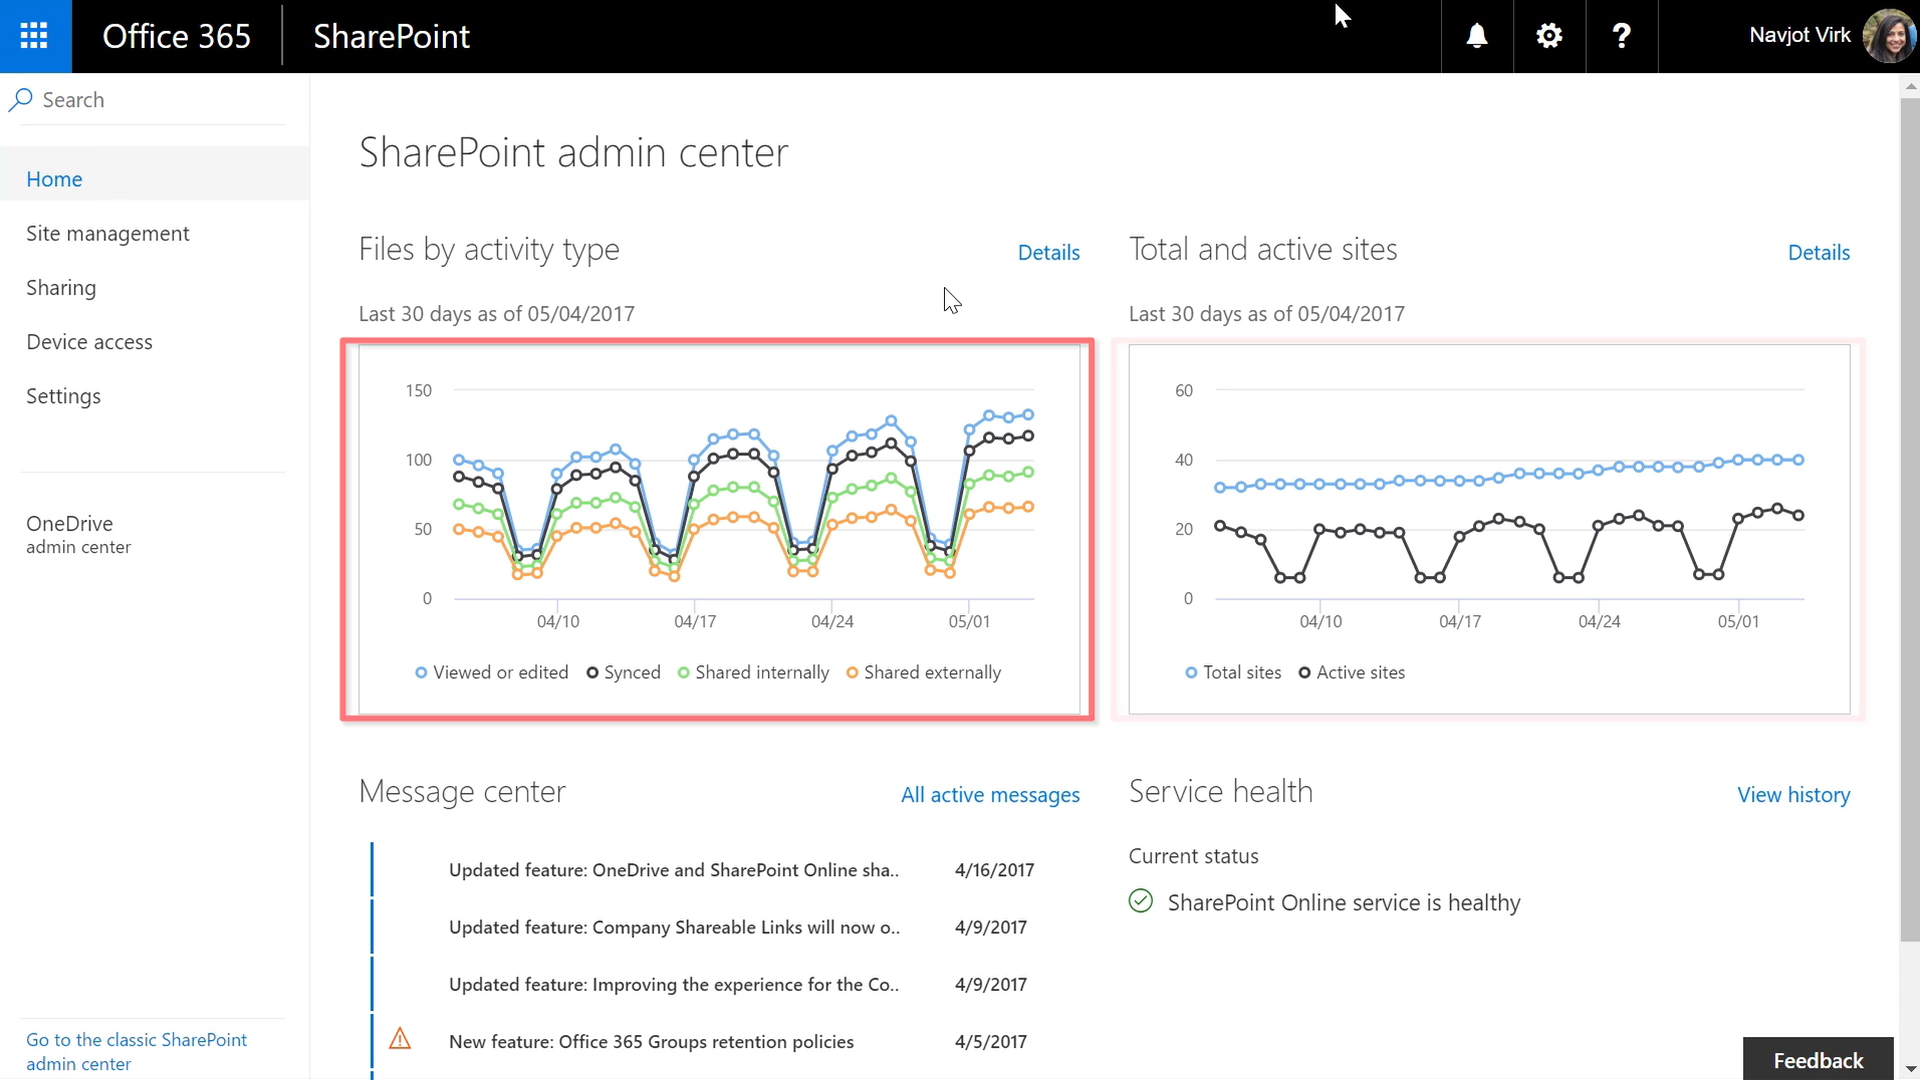 Office 365
SharePoint
?
Navjot Virk
Search
Home
Site management
Sharing
Device access
Settings
OneDrive
admin center
Go to the classic SharePoint
admin center
SharePoint admin center
Files by activity type
Details
Last 30 days as of 05/04/2017
150
100
50
0
04/10 04/17 04/24 05/01
Viewed or edited Synced Shared internally Shared externally
Total and active sites
Details
Last 30 days as of 05/04/2017
60
40
20
0
04/10 04/17 04/24 05/01
Total sites Active sites
Message center
All active messages
Updated feature: OneDrive and SharePoint Online sha.. 4/16/2017
Updated feature: Company Shareable Links will now o.. 4/9/2017
Updated feature: Improving the experience for the Co.. 4/9/2017
New feature: Office 365 Groups retention policies 4/5/2017
Service health
View history
Current status
SharePoint Online service is healthy
Feedback